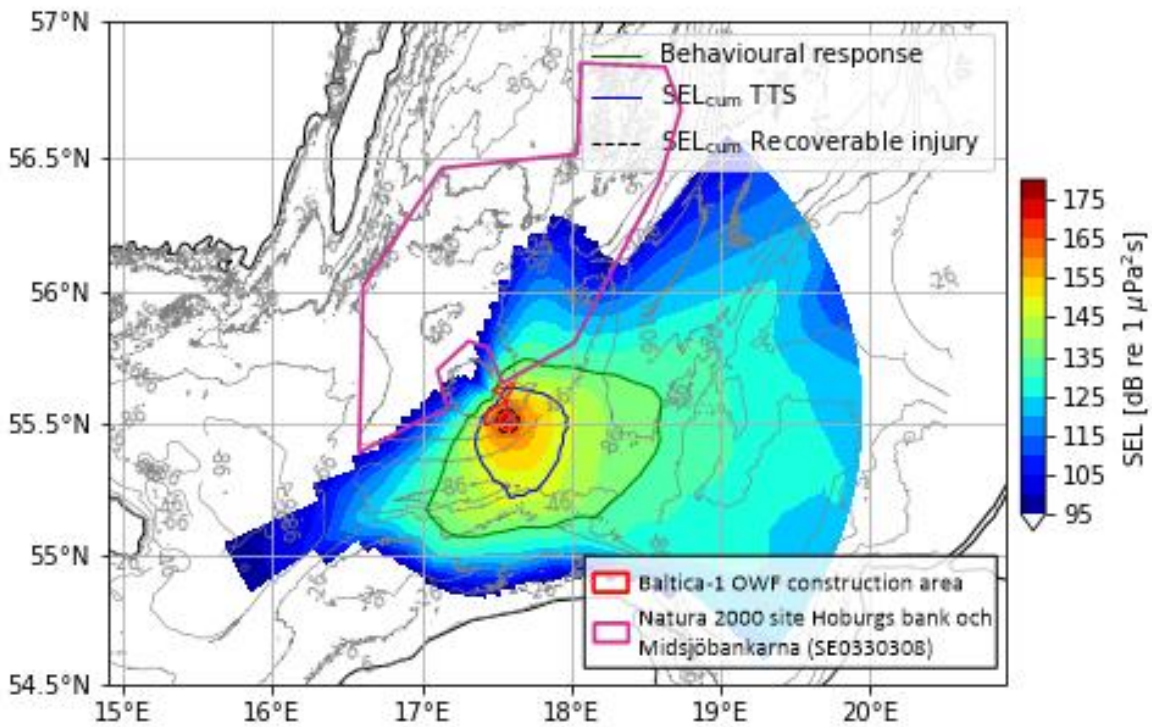 57°N
56.5°N
56°N
55.5°N
55°N
54.5°N
15°E
16°E
17°E
18°E
19°E
20°E
Behavioural response
SELcum TTS
SELcum Recoverable injury
175
165
155
145
135
125
115
105
95
SEL [dB re 1 µPa²s]
Baltica-1 OWF construction area
Natura 2000 site Hoburgs bank och
Midsjöbankarna (SE0330308)